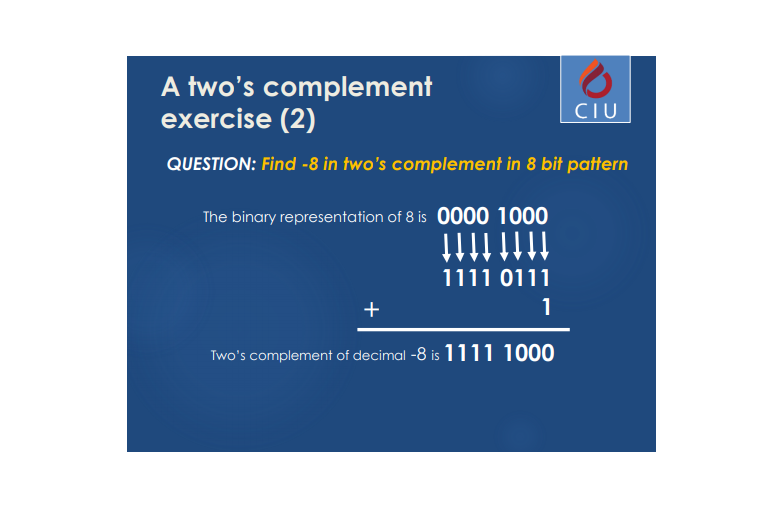 A two's complement
exercise (2)
CIU
QUESTION: Find -8 in two's complement in 8 bit pattern
The binary representation of 8 is 0000 1000
1111 0111
+ 1
Two's complement of decimal -8 is 1111 1000